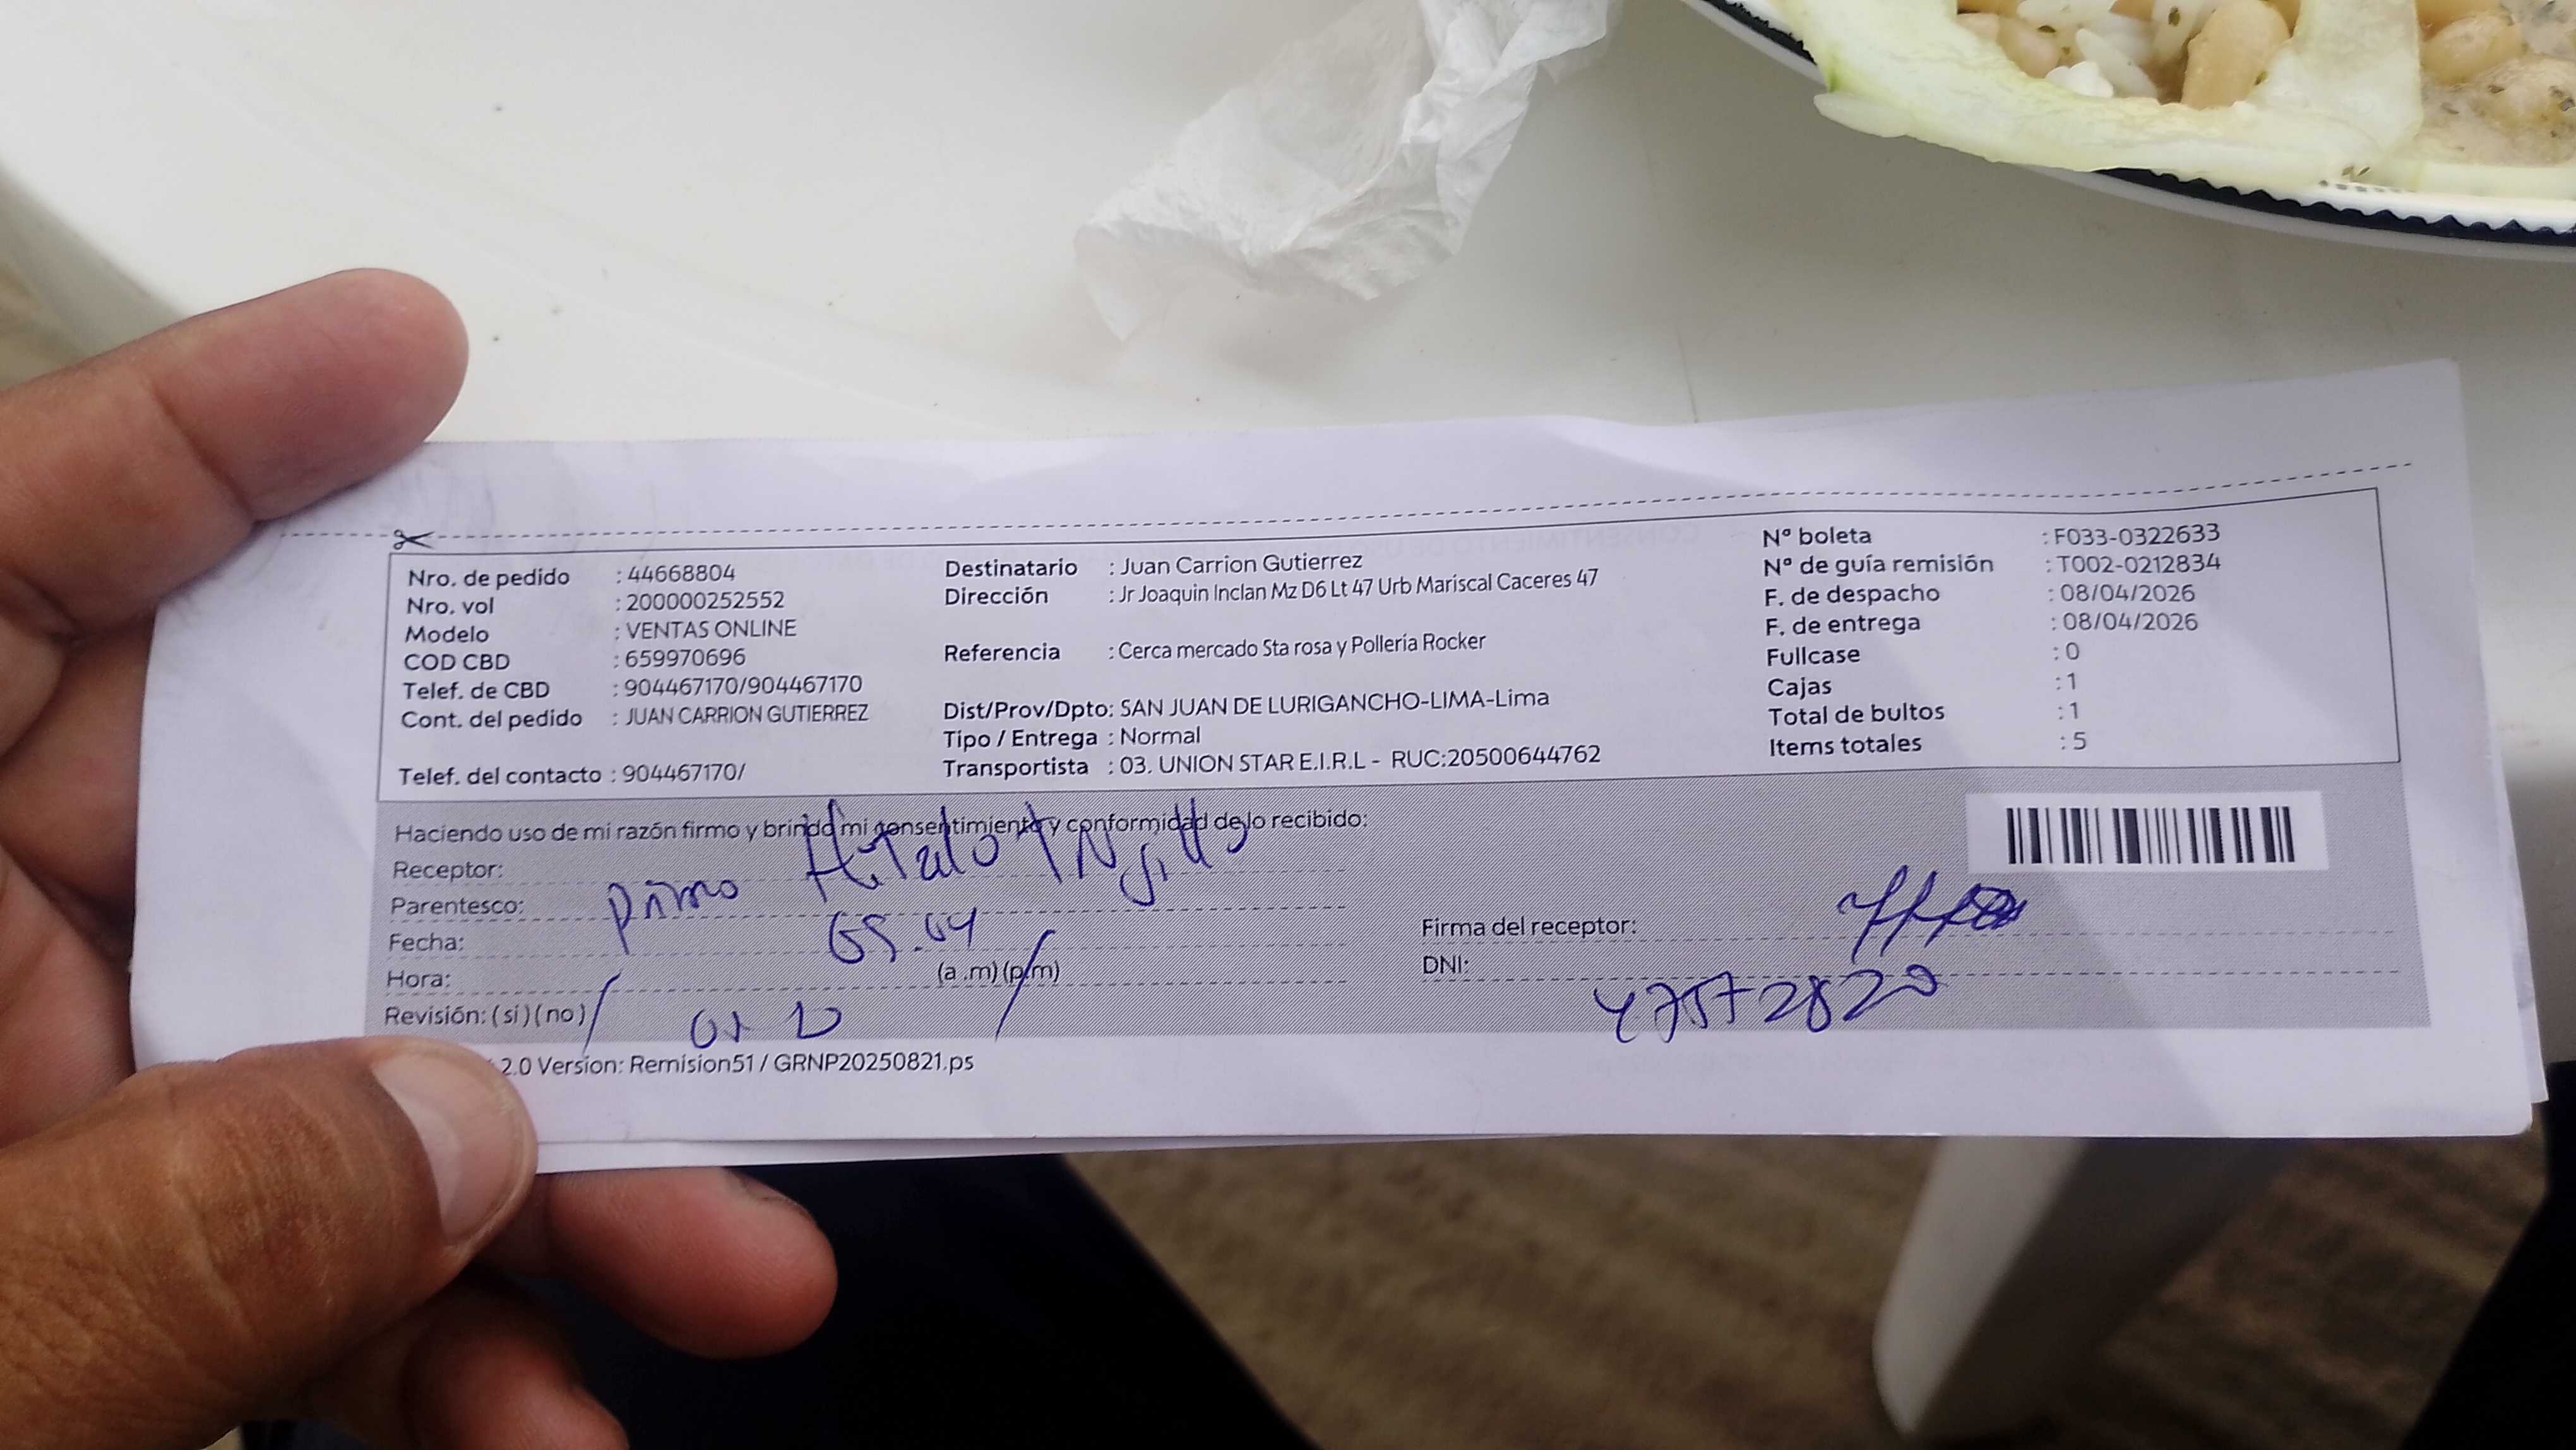 Nro. de pedido : 44668804
Nro. vol : 200000252552
Modelo : VENTAS ONLINE
COD CBD : 659970696
Telef. de CBD : 904467170/904467170
Cont. del pedido : JUAN CARRION GUTIERREZ
Telef. del contacto : 904467170/
Destinatario : Juan Carrion Gutierrez
Dirección : Jr Joaquin Inclan Mz D6 Lt 47 Urb Mariscal Caceres 47
Referencia : Cerca mercado Sta rosa y Pollería Rocker
Dist/Prov/Dpto: SAN JUAN DE LURIGANCHO-LIMA-Lima
Tipo / Entrega : Normal
Transportista : 03. UNION STAR E.I.R.L - RUC:20500644762
Nº boleta : F033-0322633
Nº de guía remisión : T002-0212834
F. de despacho : 08/04/2026
F. de entrega : 08/04/2026
Fullcase : 0
Cajas : 1
Total de bultos : 1
Items totales : 5
Haciendo uso de mi razón firmo y brindo mi consentimiento y conformidad de lo recibido:
Receptor:
Parentesco: primo
Fecha:
Hora: (a.m) (p.m)
Revisión: (si) (no)
Firma del receptor:
DNI:
2.0 Version: Remision51 / GRNP20250821.ps